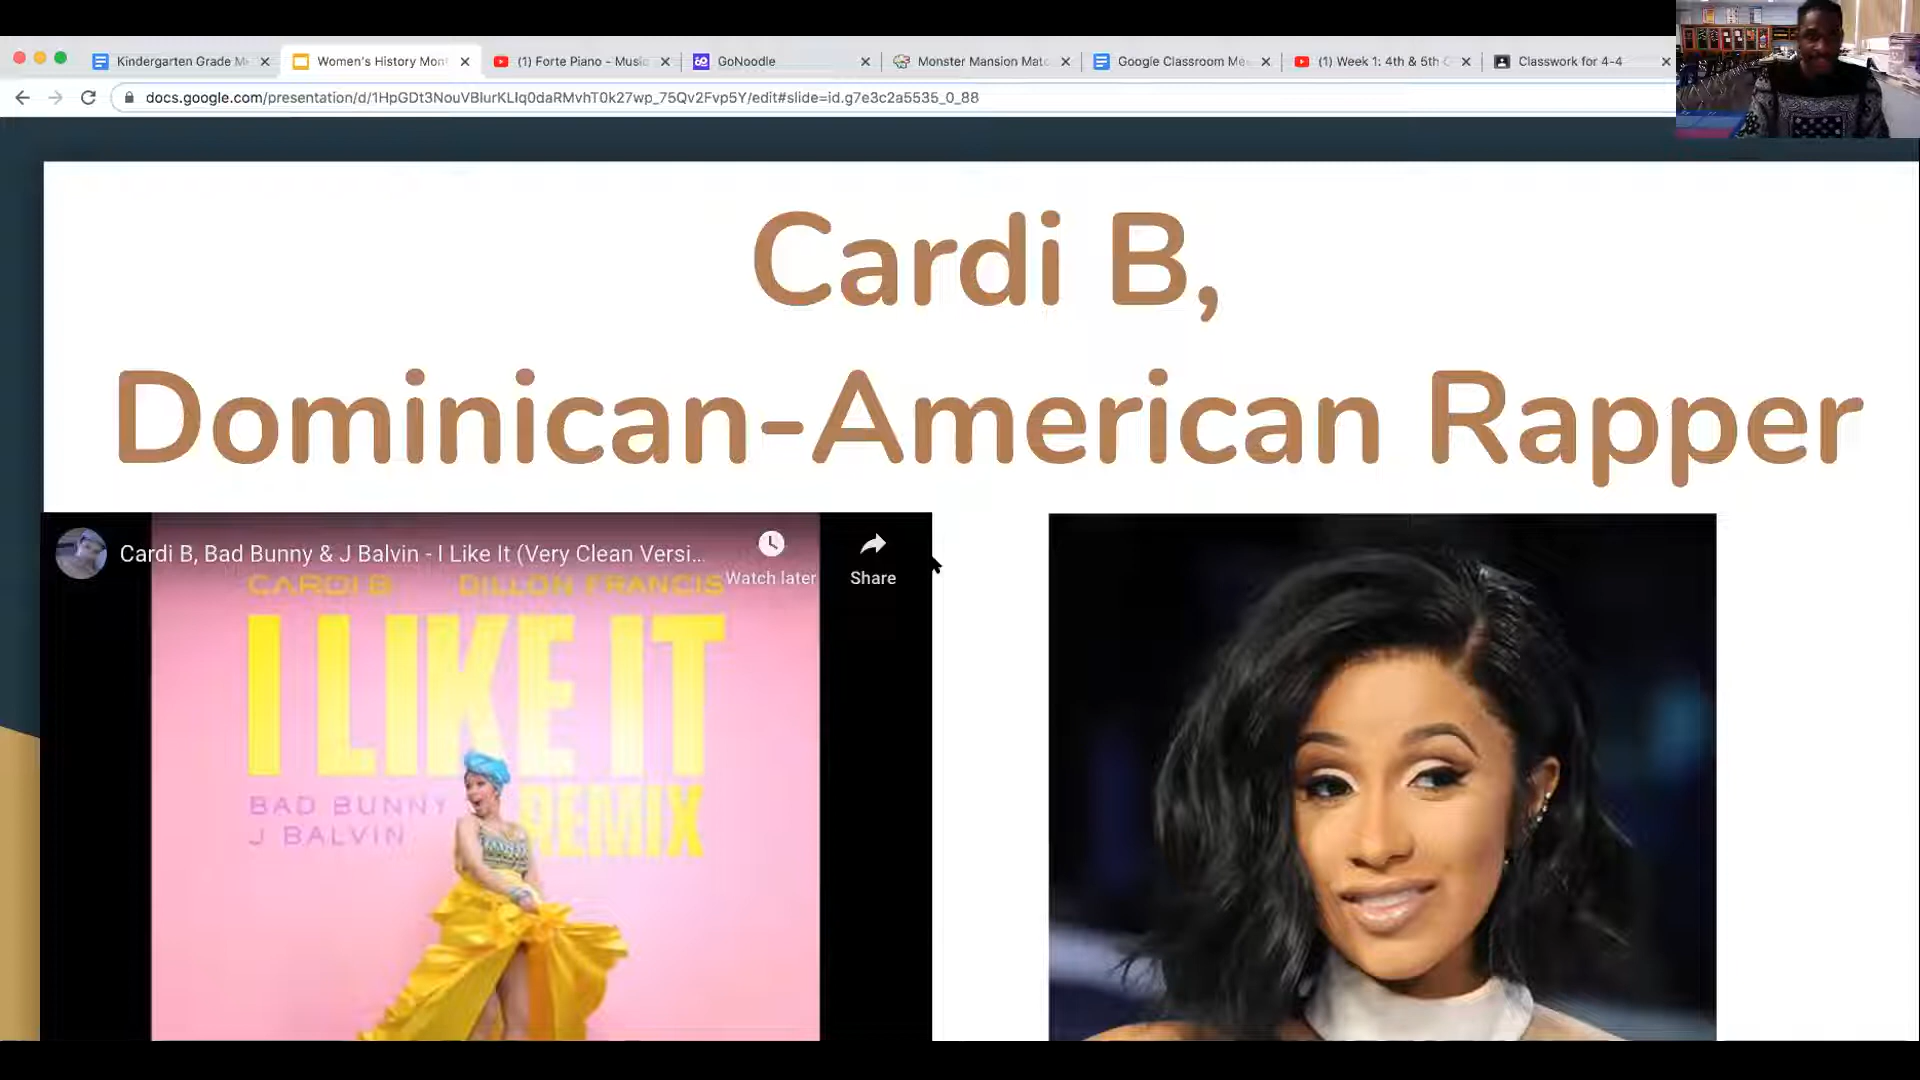 Kindergarten Grade M
Women's History Mon
(1) Forte Piano - Music
GoNoodle
Monster Mansion Matc
Google Classroom Me
(1) Week 1: 4th & 5th
Classwork for 4-4
docs.google.com/presentation/d/1HpGDt3NouVBlurKLIq0daRMvhT0k27wp_75Qv2Fvp5Y/edit#slide=id.g7e3c2a5535_0_88
Cardi B,
Dominican-American Rapper
Cardi B, Bad Bunny & J Balvin - I Like It (Very Clean Versi...
Watch later
Share
CARDI B DILLON FRANCIS
I LIKE IT
REMIX
BAD BUNNY
J BALVIN